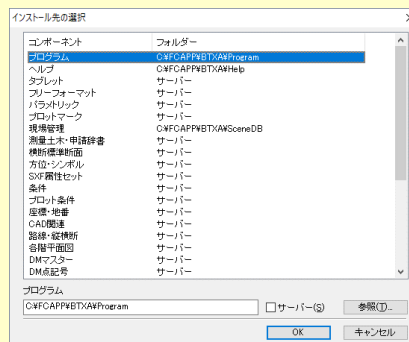 インストール先の選択
コンポーネント フォルダー
プログラム C:¥FCAPP¥BTXA¥Program
ヘルプ C:¥FCAPP¥BTXA¥Help
タブレット サーバー
フリーフォーマット サーバー
パラメトリック サーバー
プロットマーク サーバー
現場管理 C:¥FCAPP¥BTXA¥SceneDB
測量土木・申請辞書 サーバー
横断標準断面 サーバー
方位・シンボル サーバー
SXF属性セット サーバー
条件 サーバー
プロット条件 サーバー
座標・地番 サーバー
CAD関連 サーバー
路線・縦横断 サーバー
各階平面図 サーバー
DMマスター サーバー
DM点記号 サーバー
プログラム
C:¥FCAPP¥BTXA¥Program サーバー(S) 参照(T)...
OK キャンセル